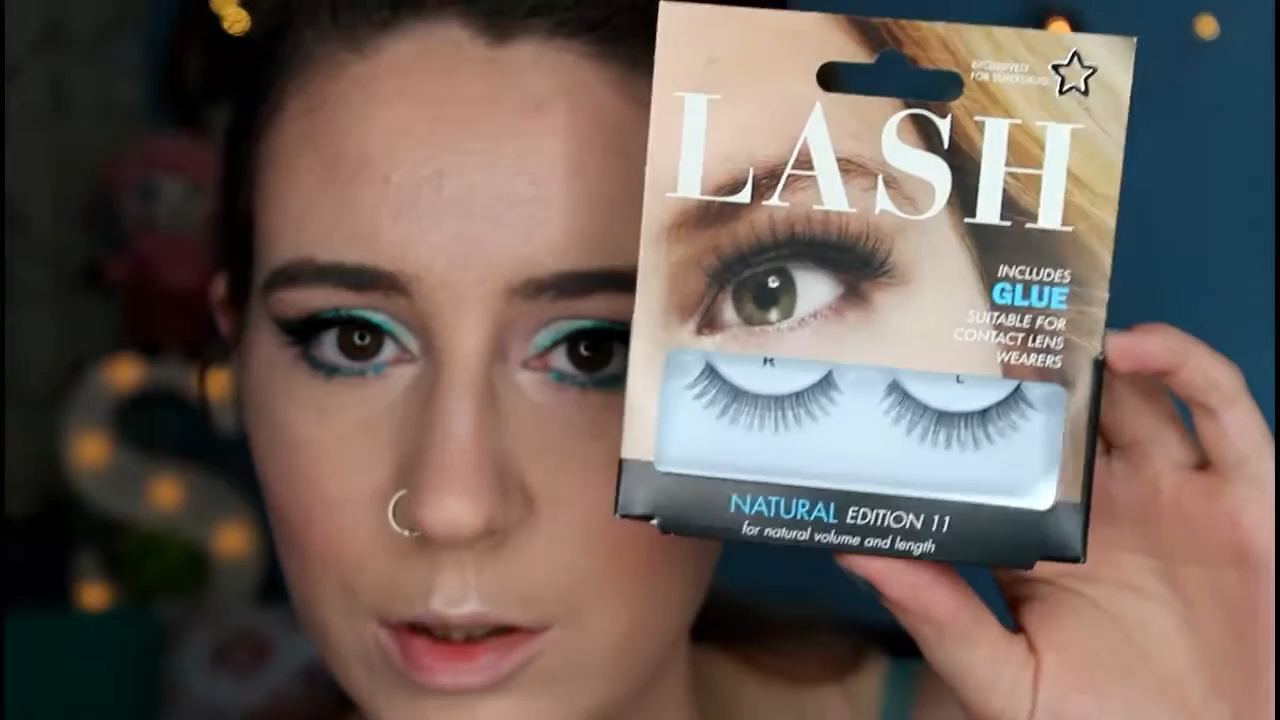 EXCLUSIVELY
FOR SUPERDRUG
LASH
INCLUDES
GLUE
SUITABLE FOR
CONTACT LENS
WEARERS
R L
NATURAL EDITION 11
for natural volume and length